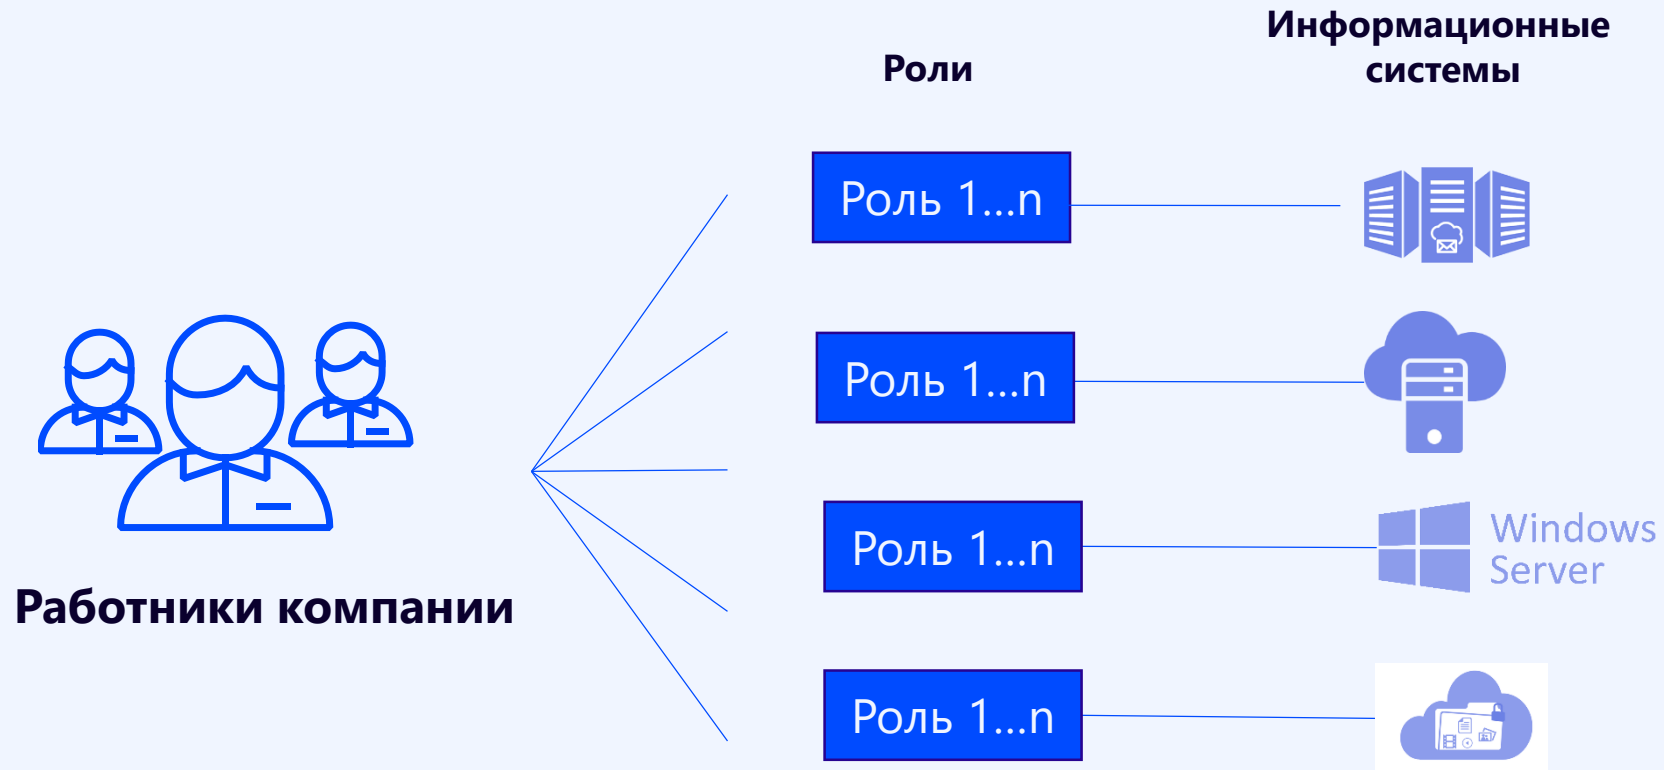 Информационные
системы
Роли
Роль 1...n
Роль 1...n
Windows
Server
Роль 1...n
Работники компании
Роль 1...n